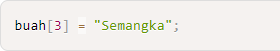 buah[3] = "Semangka";